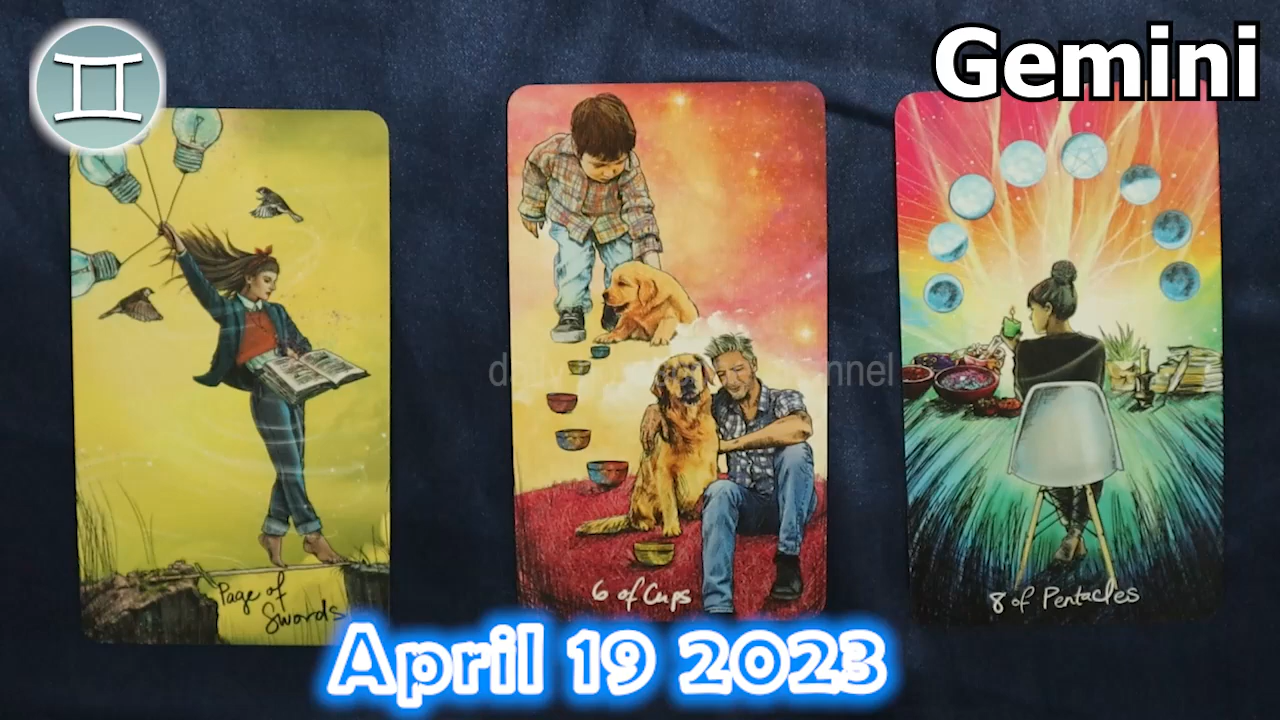 Gemini
Page of
Swords
6 of Cups
8 of Pentacles
April 19 2023